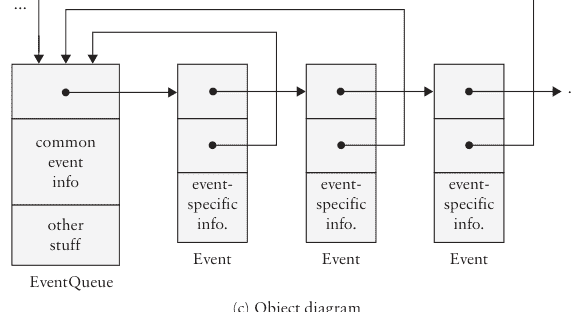 ...
common
event
info
other
stuff
EventQueue
event-
specific
info.
Event
event-
specific
info.
Event
event-
specific
info.
Event
(c) Object diagram